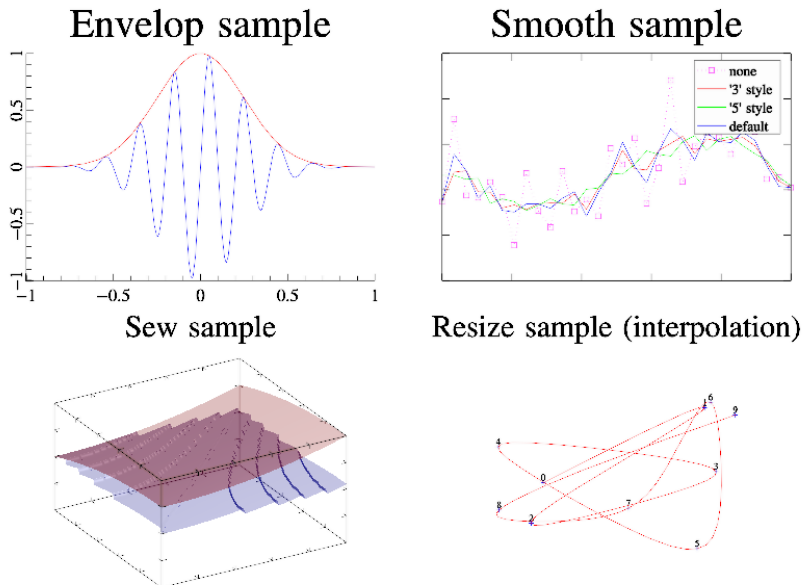 Envelop sample
1
0.5
0
−0.5
−1
−1
−0.5
0
0.5
1
Smooth sample
none
'3' style
'5' style
default
Sew sample
Resize sample (interpolation)
6
1
9
4
3
0
8
2
7
5